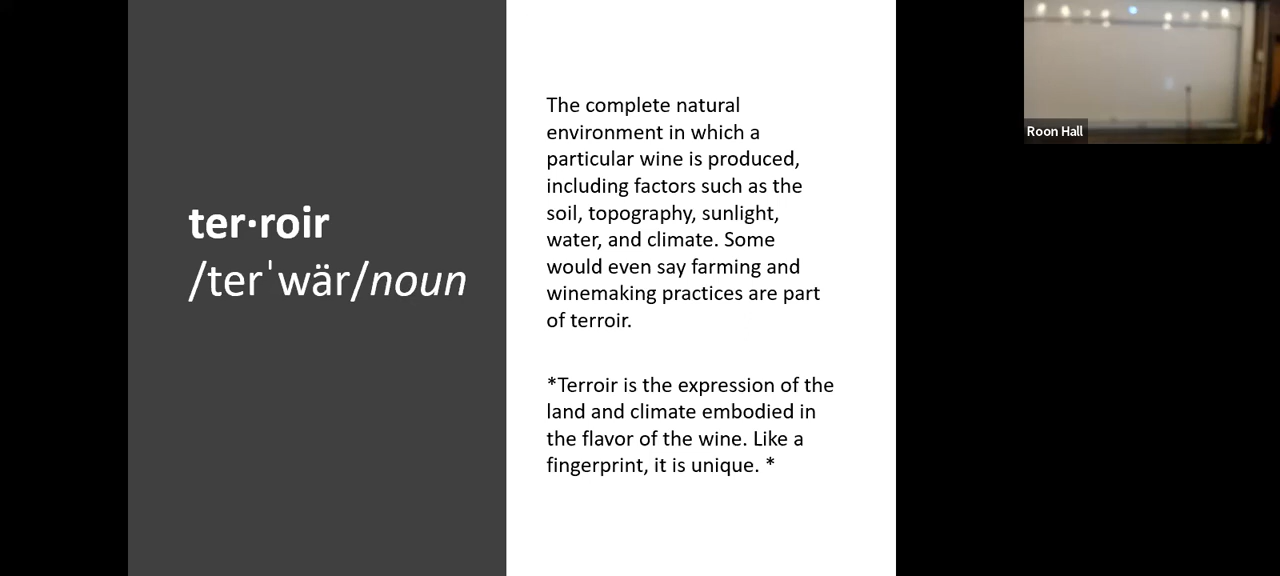 ter·roir
/terˈwär/noun
The complete natural
environment in which a
particular wine is produced,
including factors such as the
soil, topography, sunlight,
water, and climate. Some
would even say farming and
winemaking practices are part
of terroir.
*Terroir is the expression of the
land and climate embodied in
the flavor of the wine. Like a
fingerprint, it is unique. *
Roon Hall